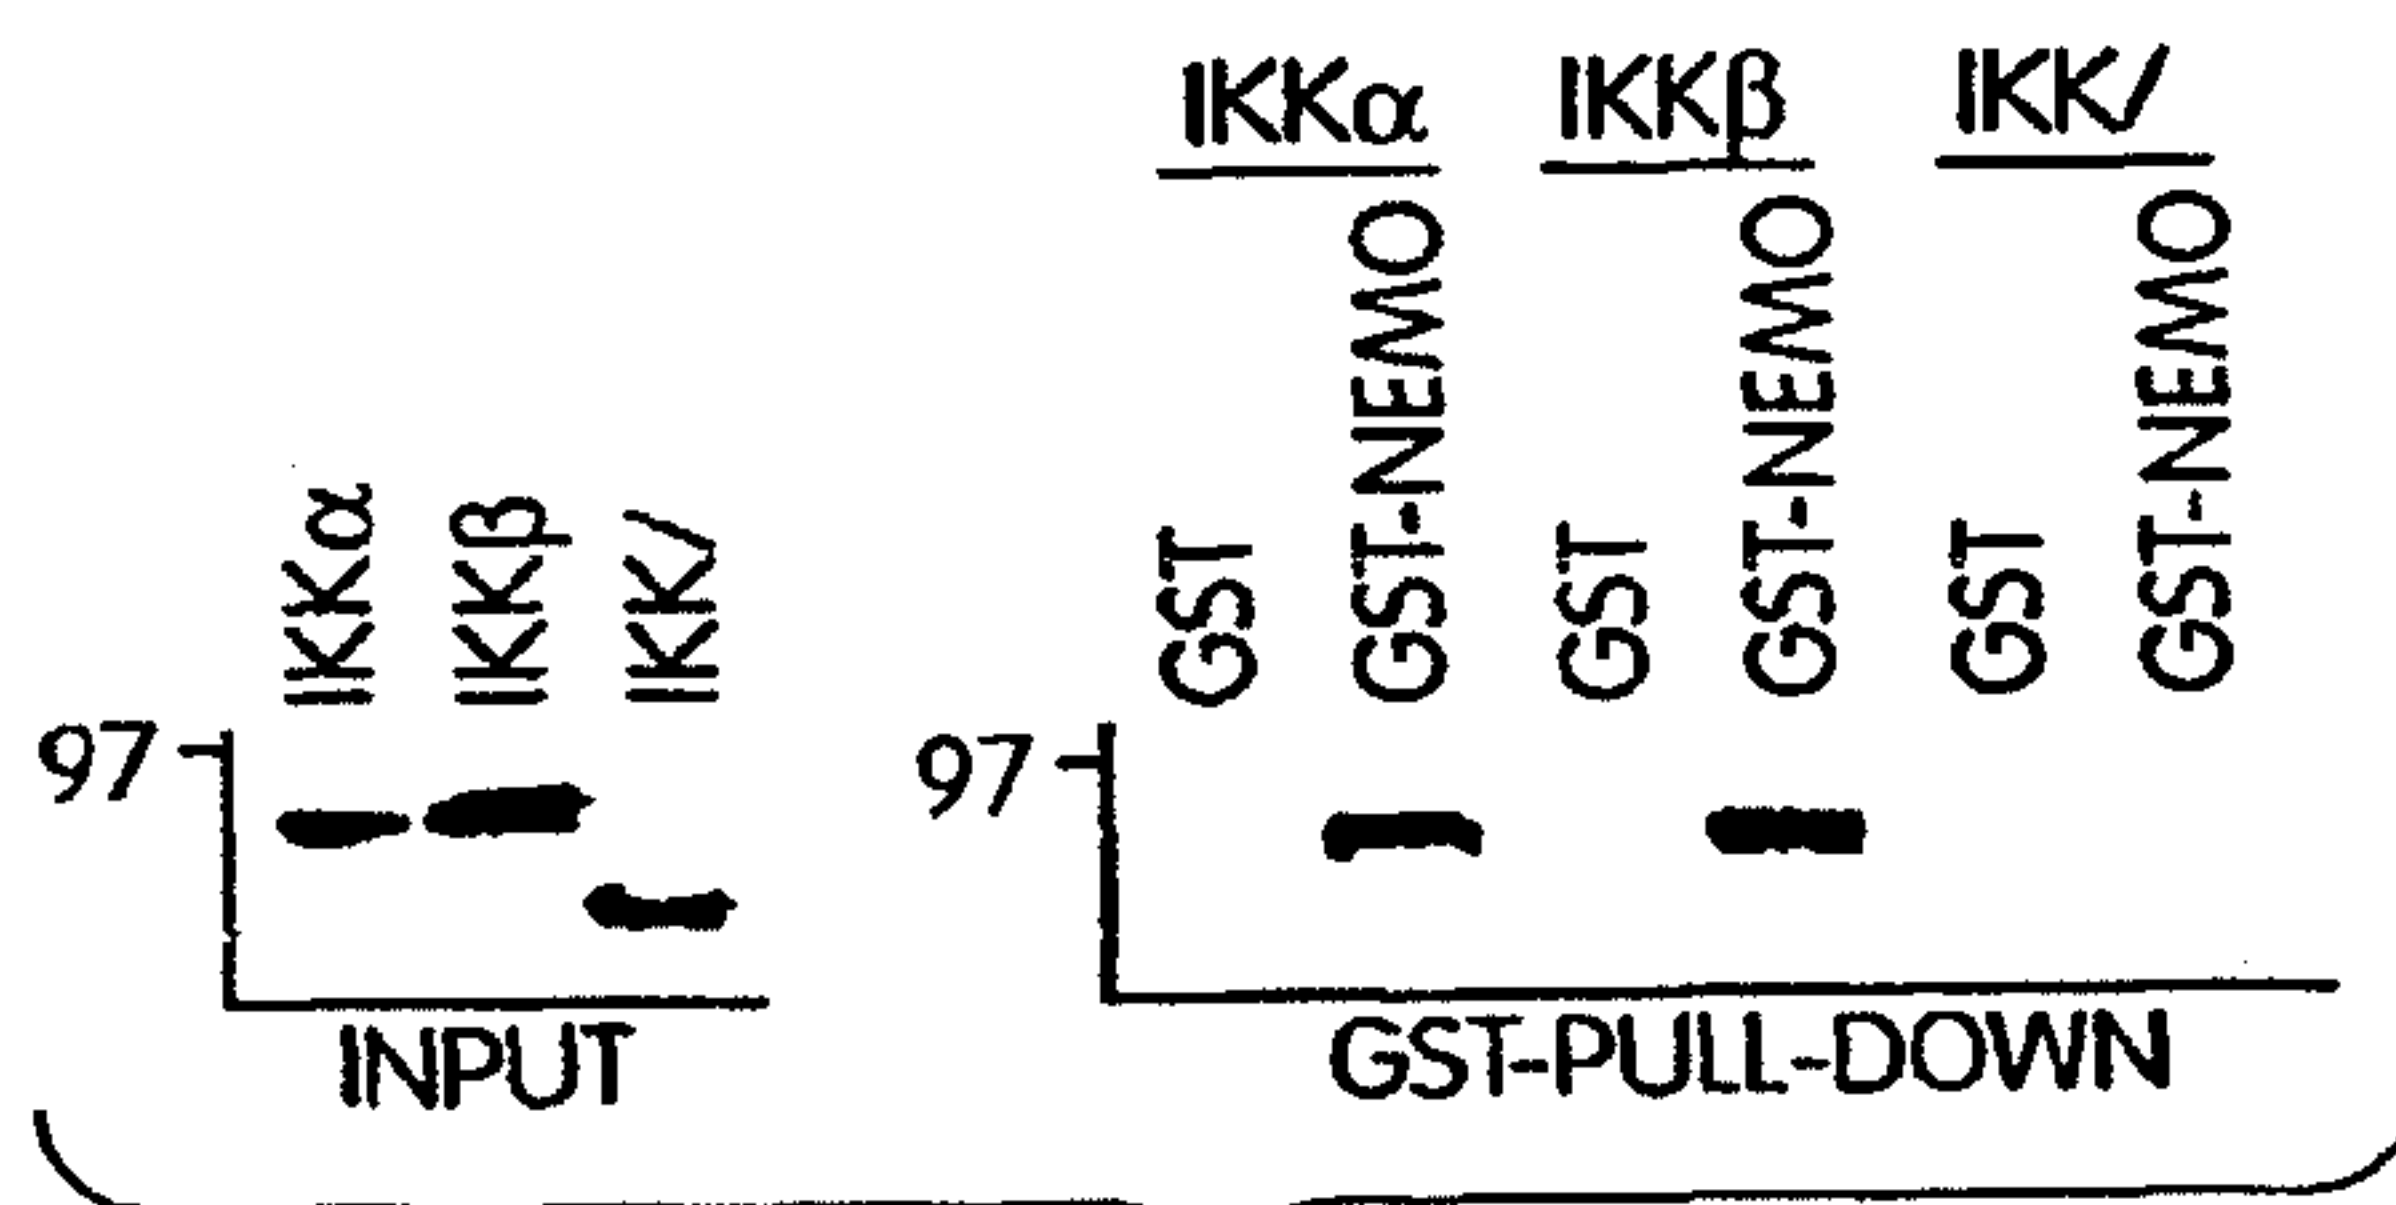 IKKα IKKβ IKK/
GST GST-NEMO GST GST-NEMO GST GST-NEMO
IKKα IKKβ IKK/
97
97
INPUT
GST-PULL-DOWN